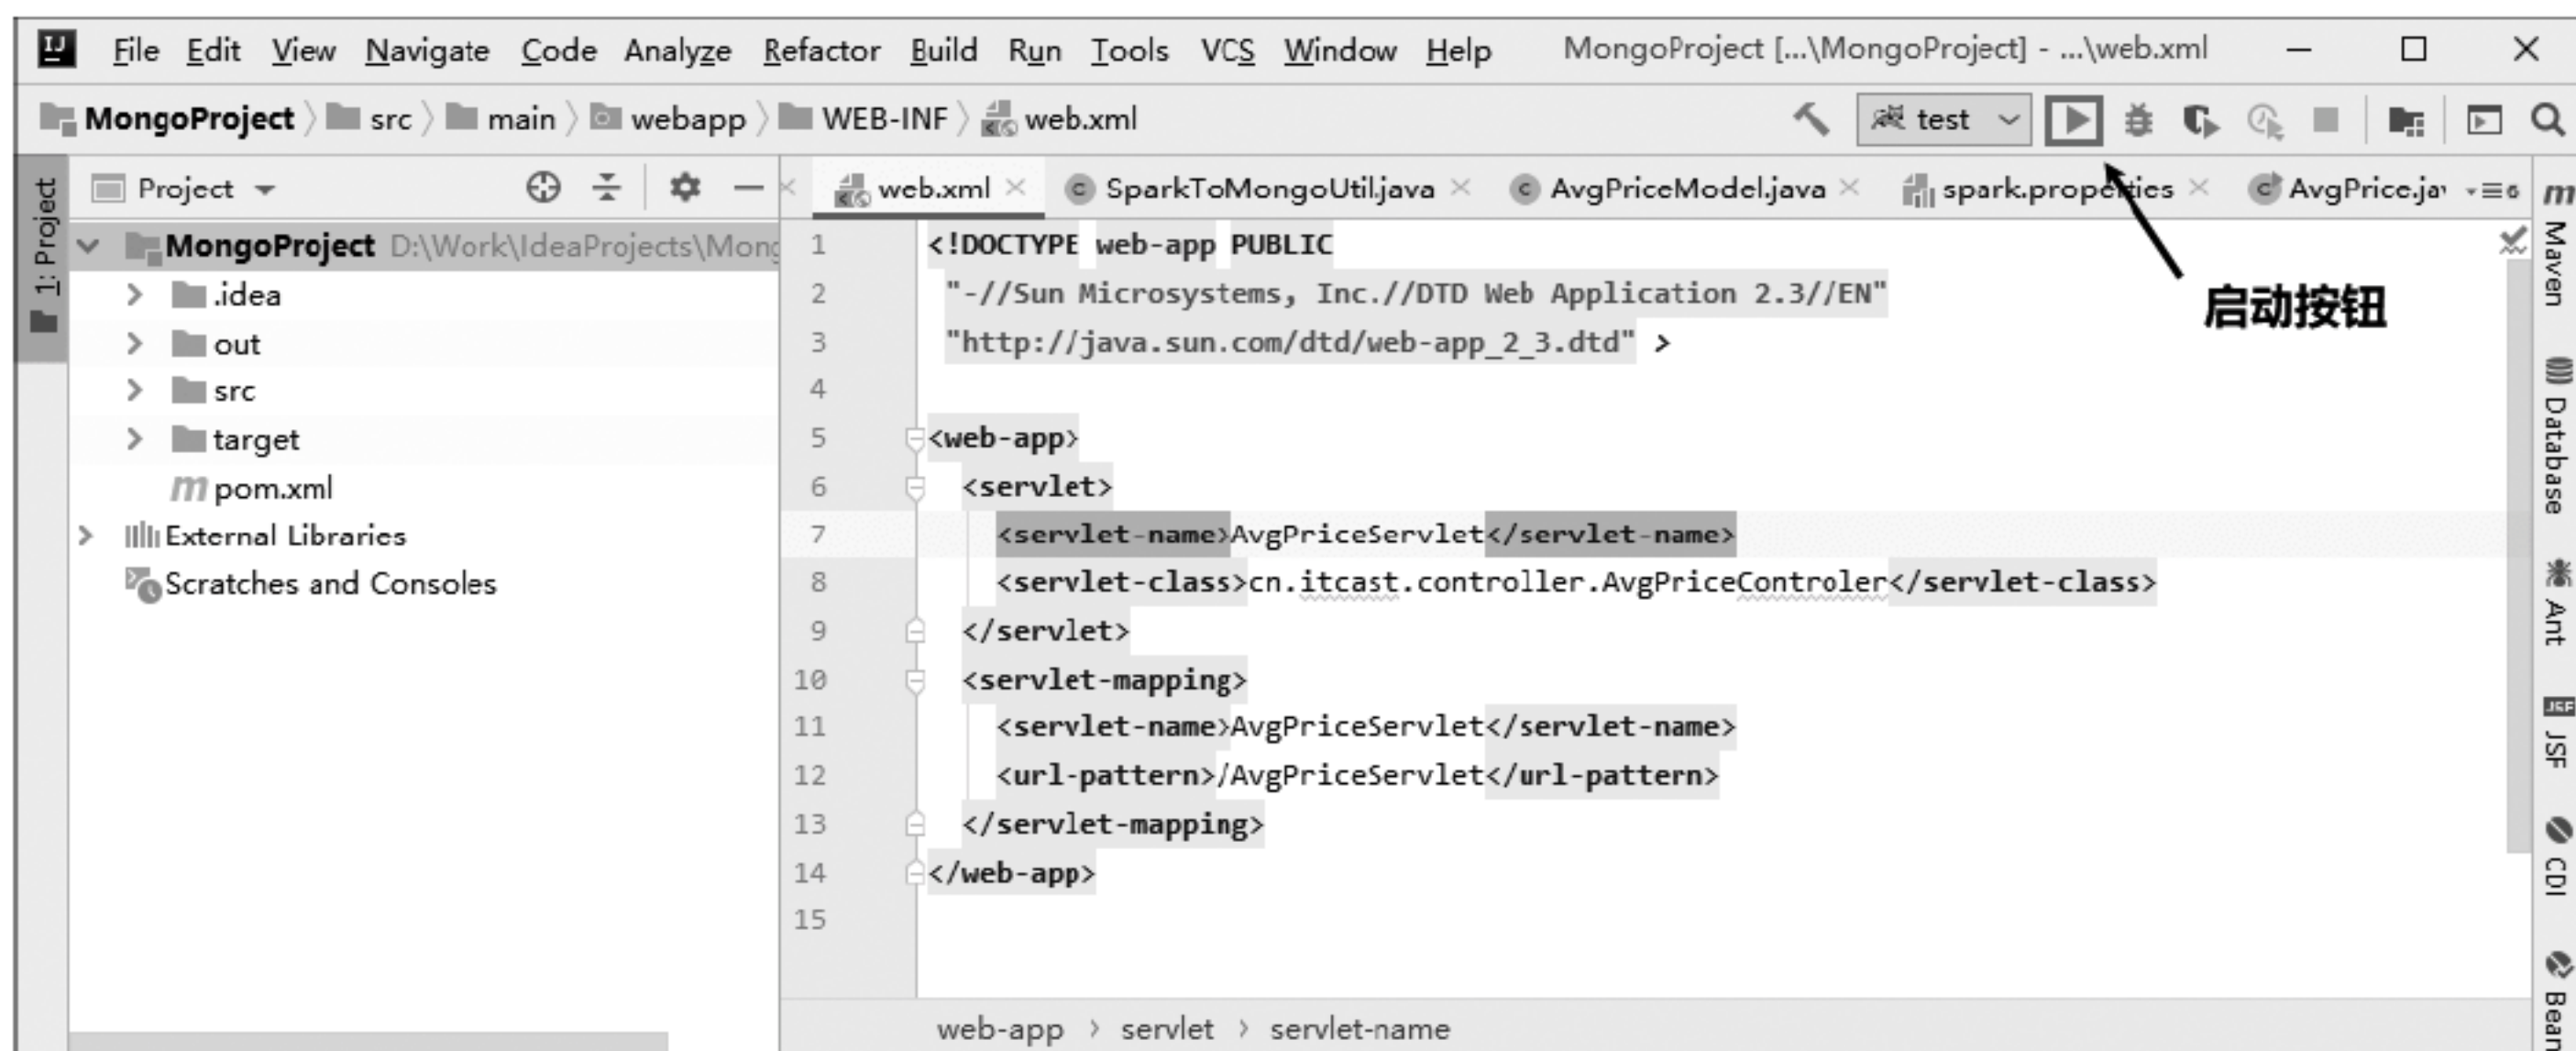 File Edit View Navigate Code Analyze Refactor Build Run Tools VCS Window Help MongoProject [...\MongoProject] - ...\web.xml
MongoProject src main webapp WEB-INF web.xml test
1: Project
Project
web.xml SparkToMongoUtil.java AvgPriceModel.java spark.properties AvgPrice.jav
MongoProject D:\Work\IdeaProjects\Mong
.idea
out
src
target
pom.xml
External Libraries
Scratches and Consoles
启动按钮
1 <!DOCTYPE web-app PUBLIC
2 "-//Sun Microsystems, Inc.//DTD Web Application 2.3//EN"
3 "http://java.sun.com/dtd/web-app_2_3.dtd" >
4
5 <web-app>
6 <servlet>
7 <servlet-name>AvgPriceServlet</servlet-name>
8 <servlet-class>cn.itcast.controller.AvgPriceControler</servlet-class>
9 </servlet>
10 <servlet-mapping>
11 <servlet-name>AvgPriceServlet</servlet-name>
12 <url-pattern>/AvgPriceServlet</url-pattern>
13 </servlet-mapping>
14 </web-app>
15
web-app > servlet > servlet-name
Maven
Database
Ant
JSF
CDI
Bean